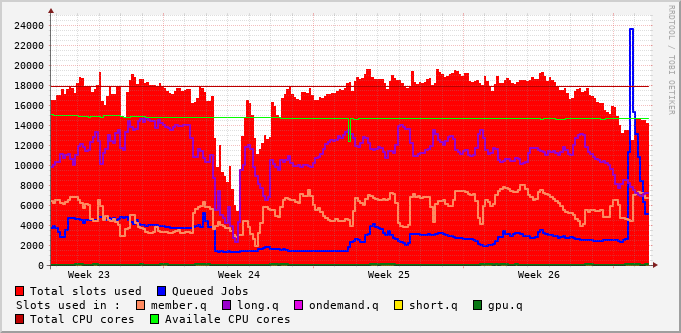 24000
22000
20000
18000
16000
14000
12000
10000
8000
6000
4000
2000
0
Week 23 Week 24 Week 25 Week 26
Total slots used Queued Jobs
Slots used in : member.q long.q ondemand.q short.q gpu.q
Total CPU cores Availale CPU cores
RRDTOOL / TOBI OETIKER